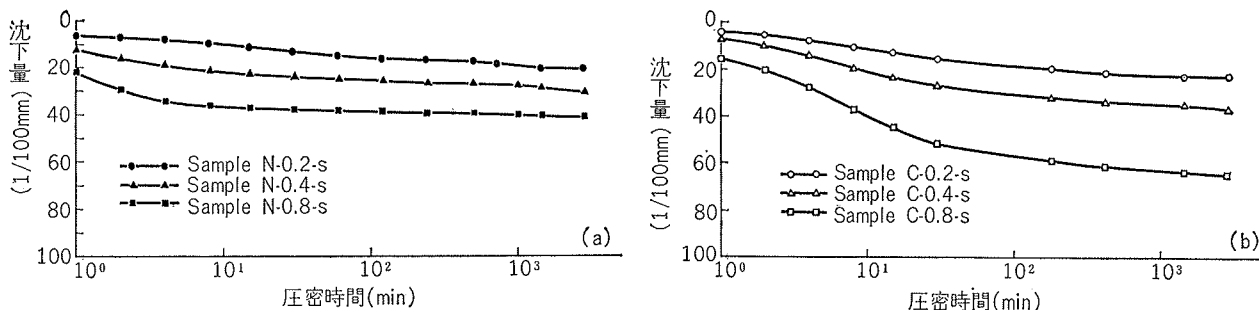 沈下量
(1/100mm)
0
20
40
60
80
100
Sample N-0.2-s
Sample N-0.4-s
Sample N-0.8-s
(a)
10⁰
10¹
10²
10³
圧密時間(min)
沈下量
(1/100mm)
0
20
40
60
80
100
Sample C-0.2-s
Sample C-0.4-s
Sample C-0.8-s
(b)
10⁰
10¹
10²
10³
圧密時間(min)